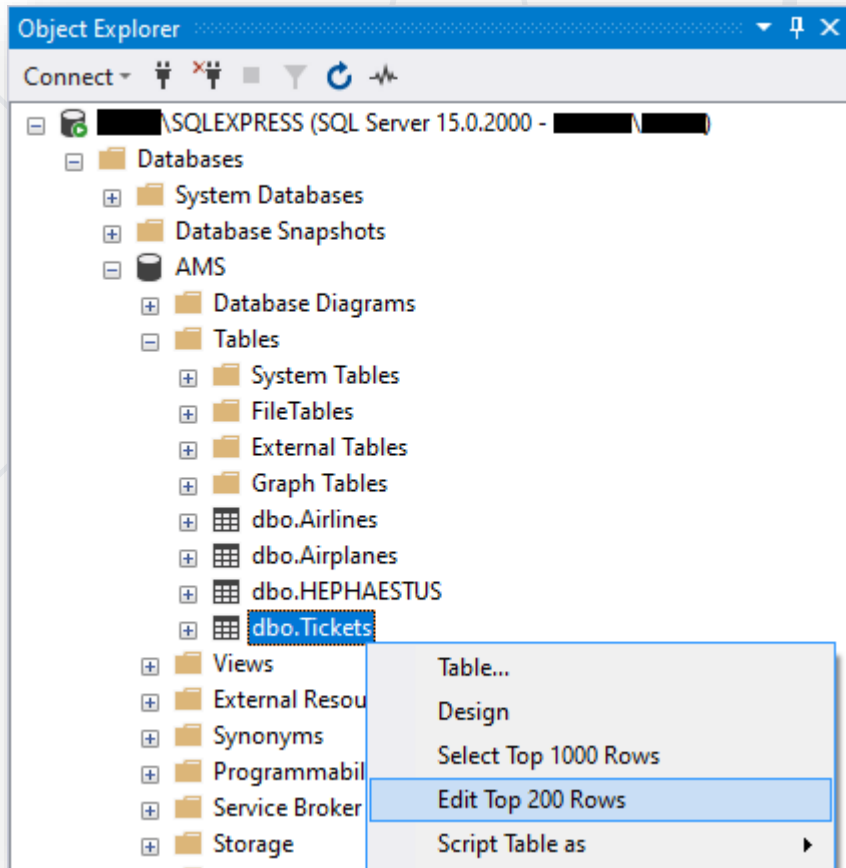 Object Explorer
Connect
\SQLEXPRESS (SQL Server 15.0.2000 - \ )
Databases
System Databases
Database Snapshots
AMS
Database Diagrams
Tables
System Tables
FileTables
External Tables
Graph Tables
dbo.Airlines
dbo.Airplanes
dbo.HEPHAESTUS
dbo.Tickets
Views
External Resou
Synonyms
Programmabil
Service Broker
Storage
Table...
Design
Select Top 1000 Rows
Edit Top 200 Rows
Script Table as